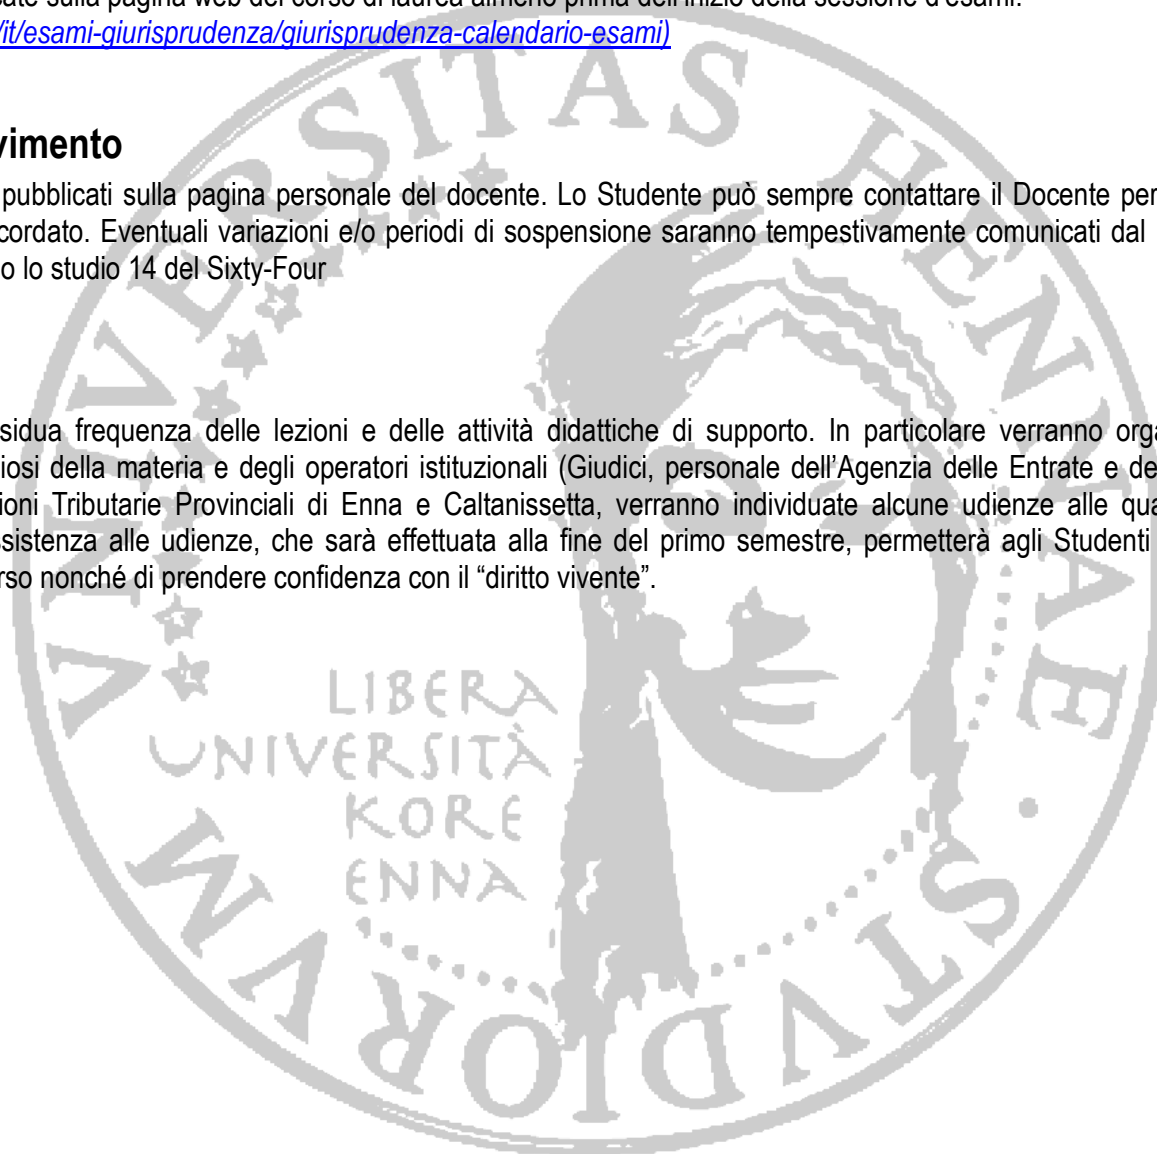 ate sulla pagina web del corso di laurea almeno prima dell'inizio della sessione d'esami.
/it/esami-giurisprudenza/giurisprudenza-calendario-esami)
vimento
pubblicati sulla pagina personale del docente. Lo Studente può sempre contattare il Docente per
cordato. Eventuali variazioni e/o periodi di sospensione saranno tempestivamente comunicati dal
o lo studio 14 del Sixty-Four
sidua frequenza delle lezioni e delle attività didattiche di supporto. In particolare verranno orga
iosi della materia e degli operatori istituzionali (Giudici, personale dell'Agenzia delle Entrate e de
ioni Tributarie Provinciali di Enna e Caltanissetta, verranno individuate alcune udienze alle qua
ssistenza alle udienze, che sarà effettuata alla fine del primo semestre, permetterà agli Studenti
rso nonché di prendere confidenza con il “diritto vivente”.
VNIVERSITAS HENNAE · STVDIORVM
LIBERA
UNIVERSITÀ
KORE
ENNA